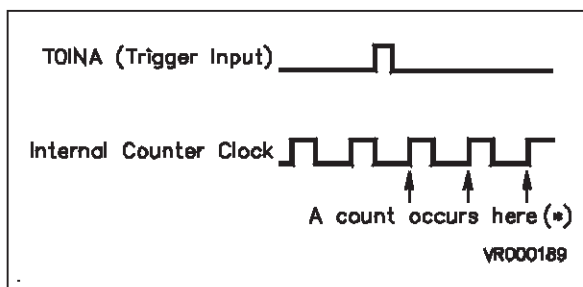 TOINA (Trigger Input)
Internal Counter Clock
A count occurs here (*)
VR000189